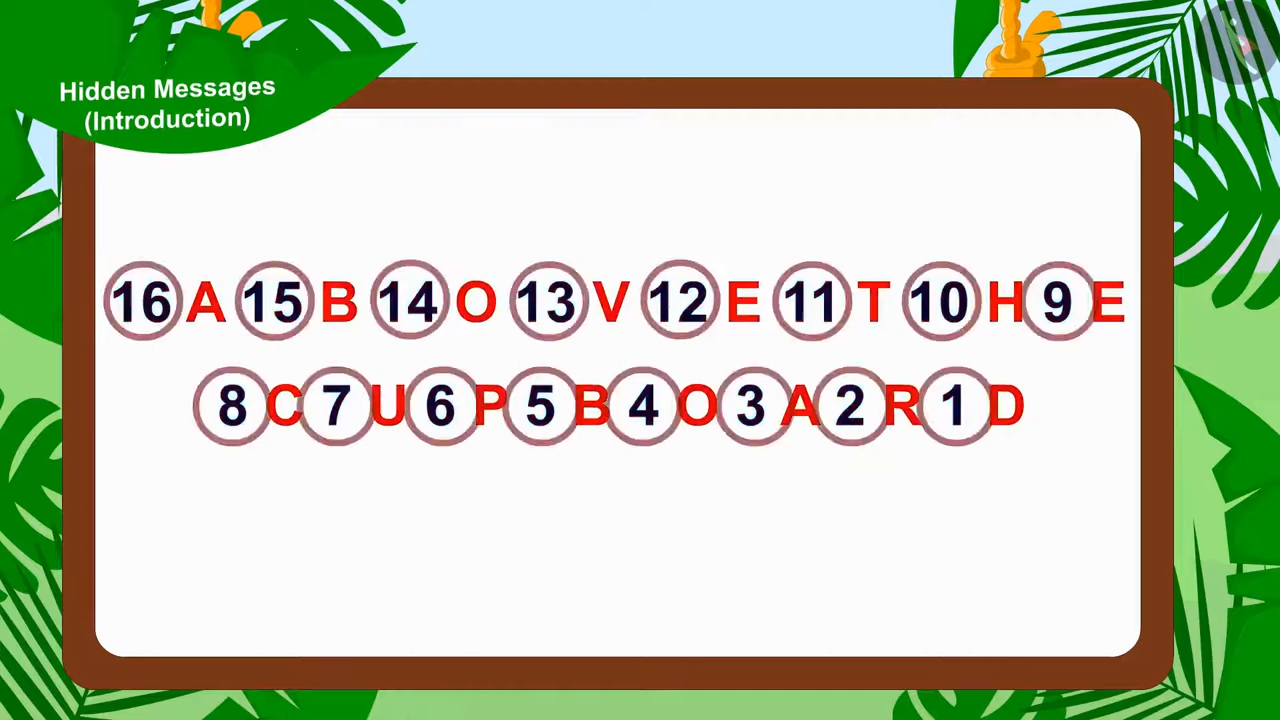 Hidden Messages
(Introduction)
16 A 15 B 14 O 13 V 12 E 11 T 10 H 9 E
8 C 7 U 6 P 5 B 4 O 3 A 2 R 1 D